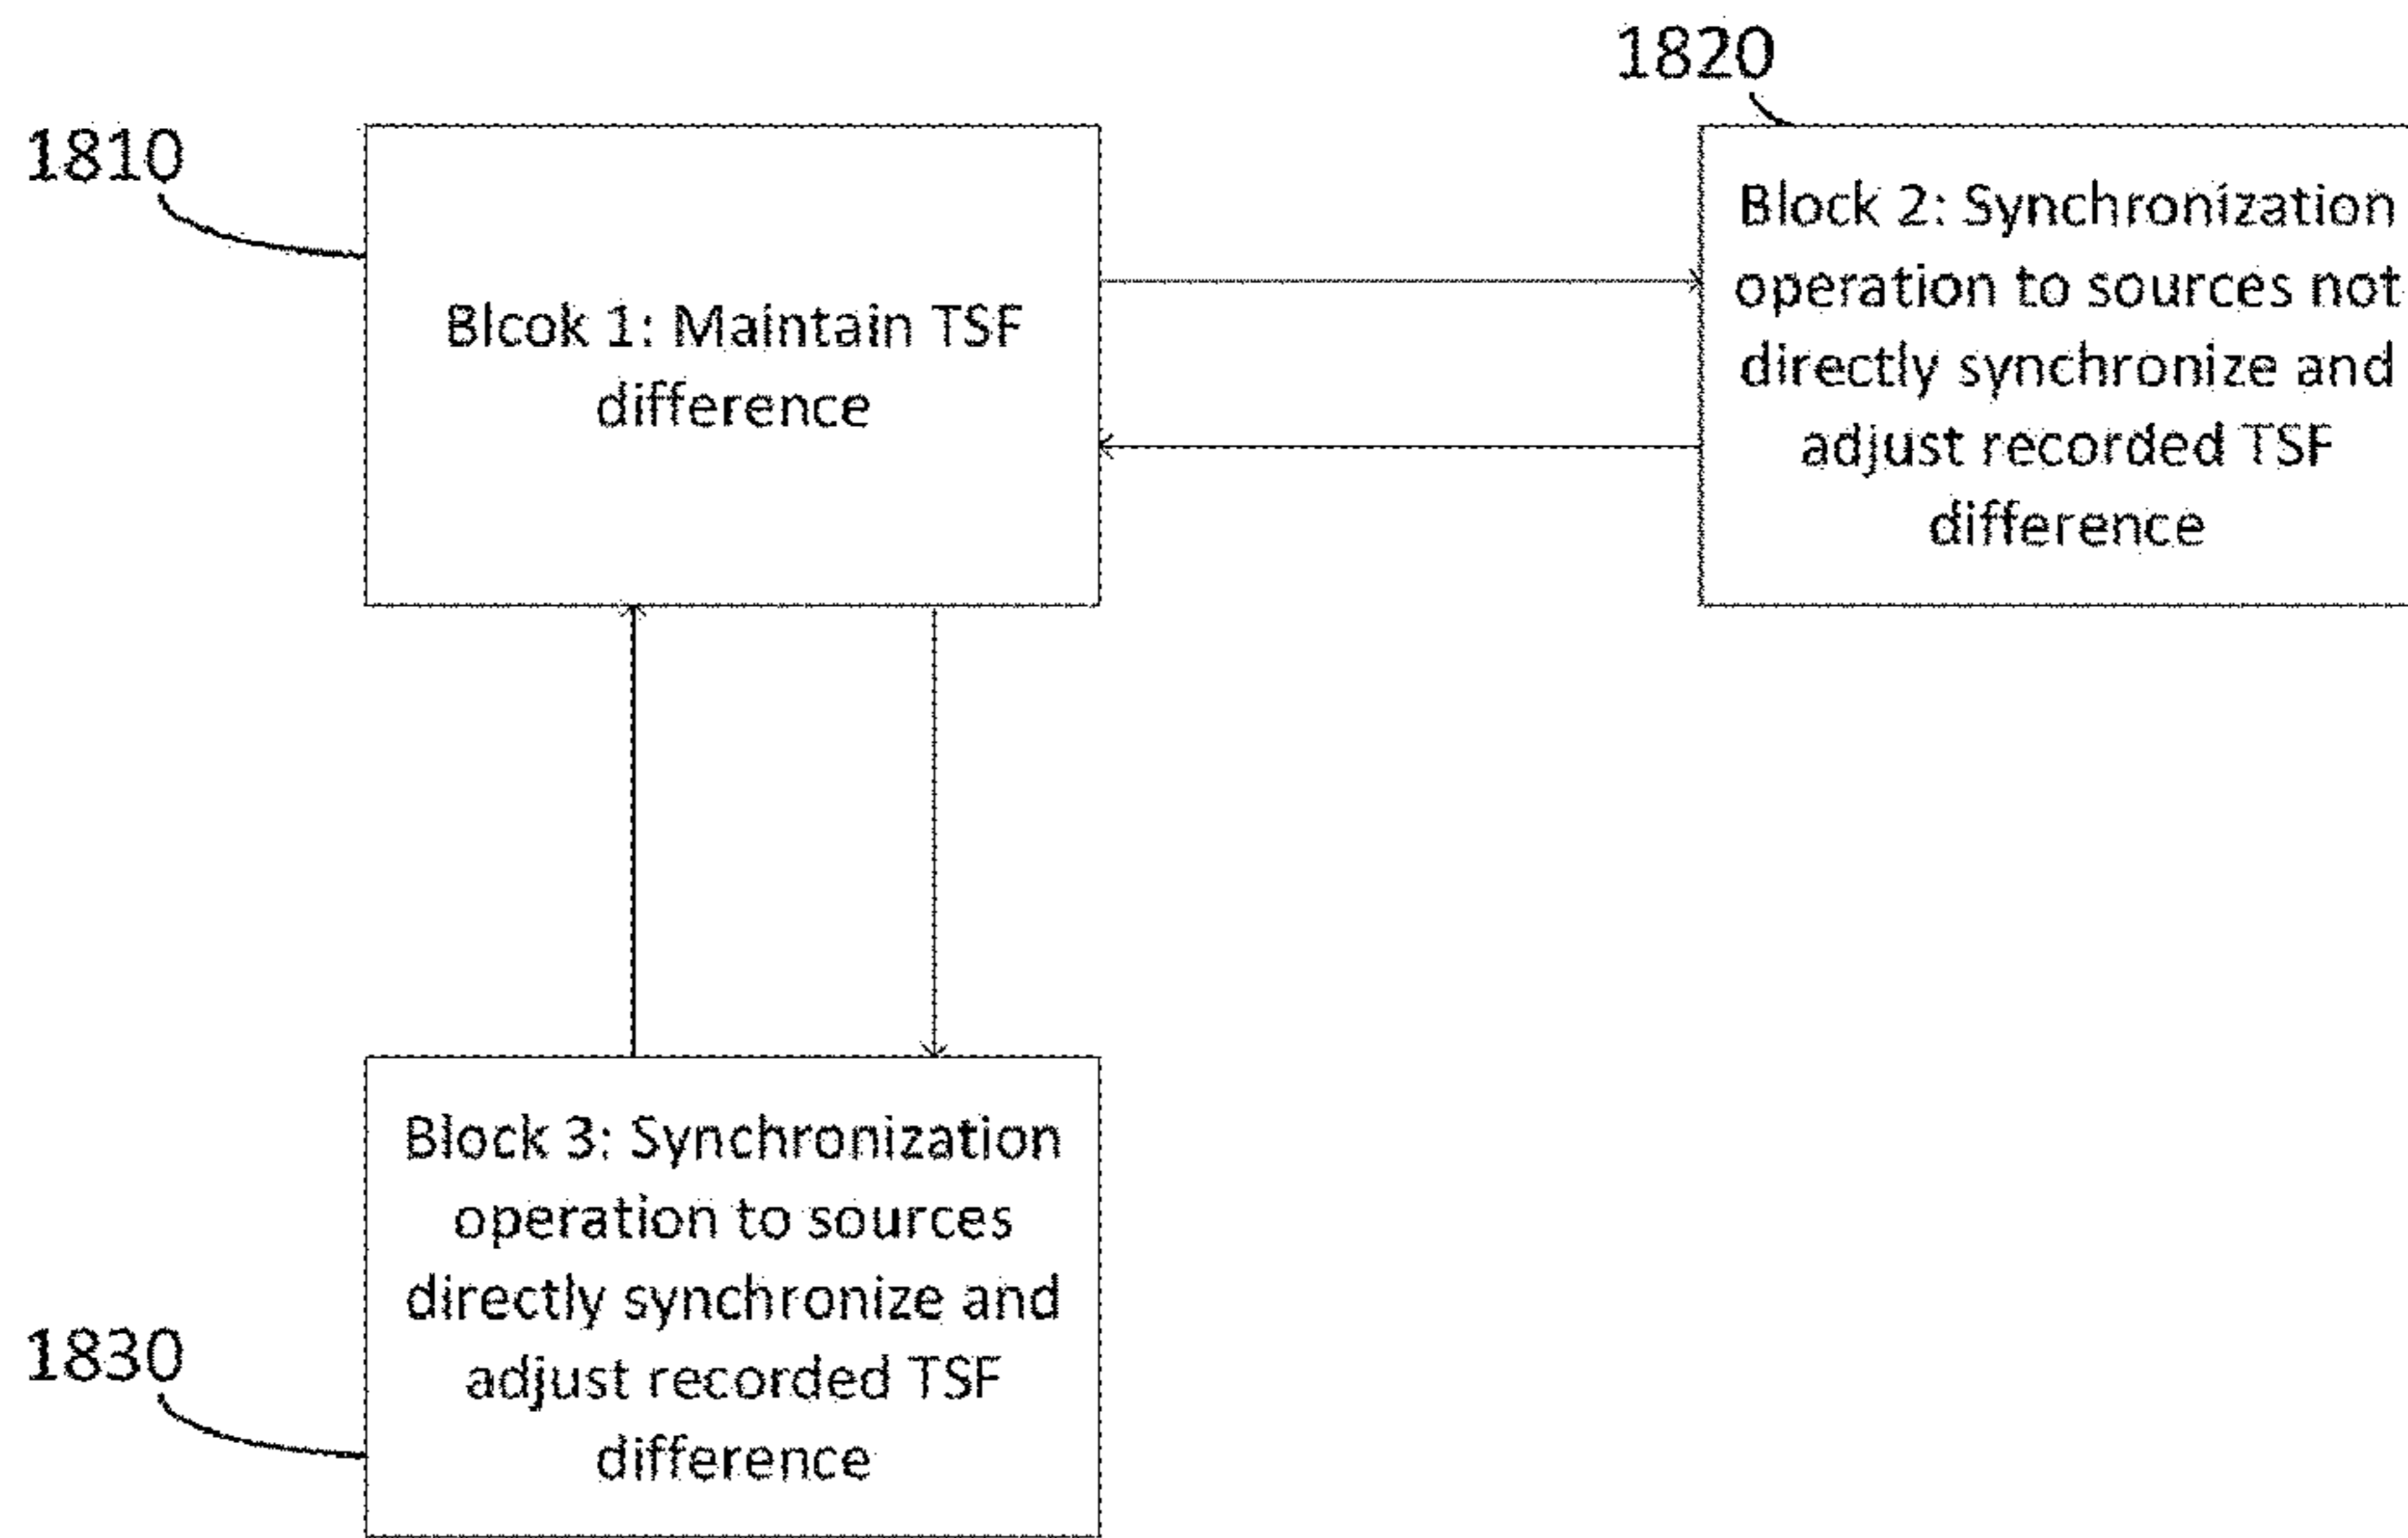 1820
1810
Blcok 1: Maintain TSF
difference
Block 2: Synchronization
operation to sources not
directly synchronize and
adjust recorded TSF
difference
Block 3: Synchronization
operation to sources
directly synchronize and
adjust recorded TSF
difference
1830